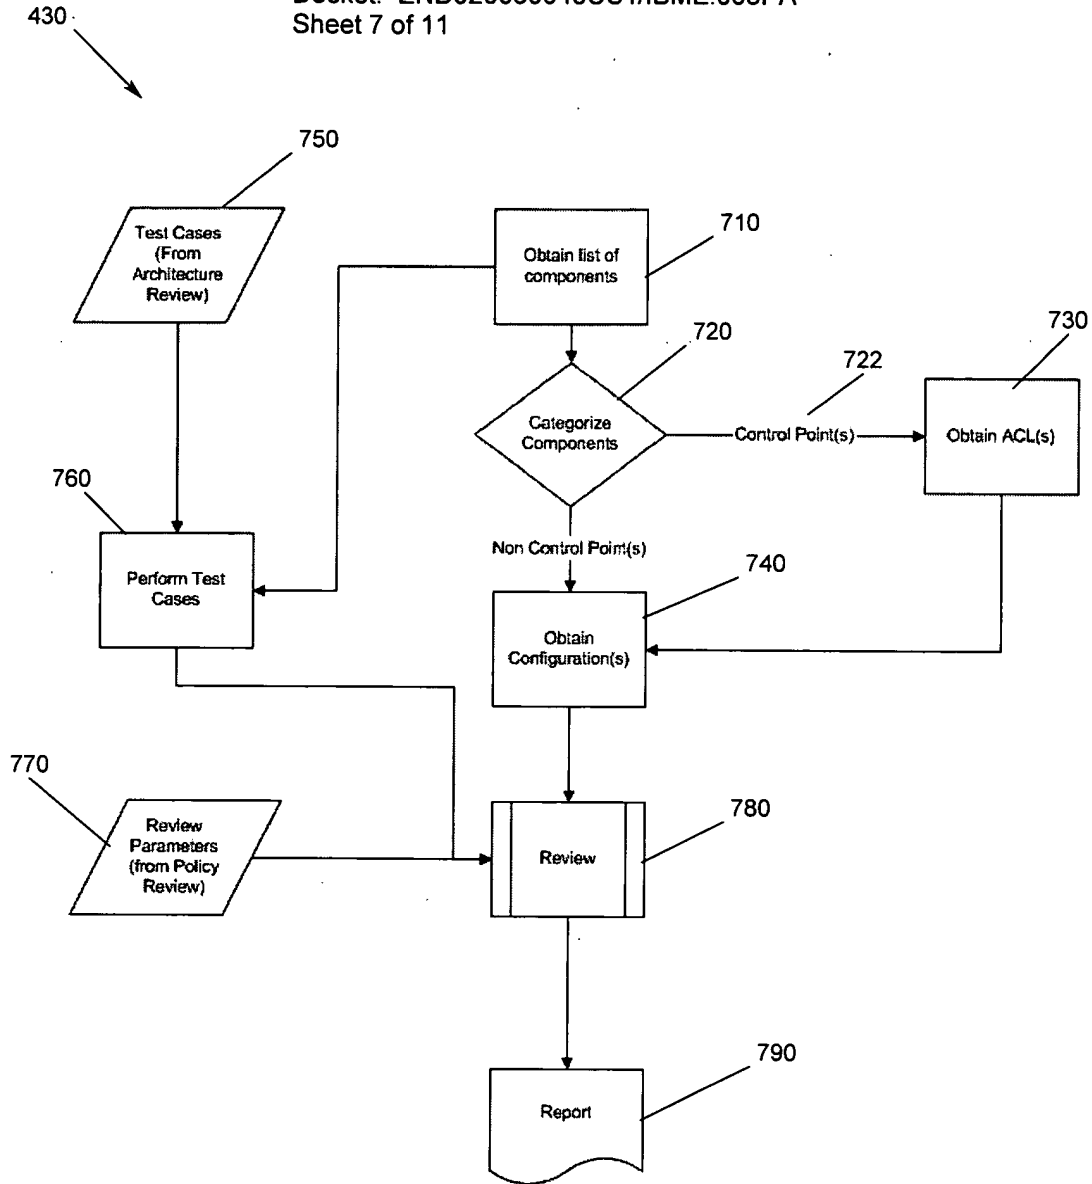 Sheet 7 of 11
430
750
Test Cases
(From
Architecture
Review)
710
Obtain list of
components
720
722
730
Categorize
Components
Control Point(s)
Obtain ACL(s)
760
Perform Test
Cases
Non Control Point(s)
740
Obtain
Configuration(s)
770
Review
Parameters
(from Policy
Review)
780
Review
790
Report